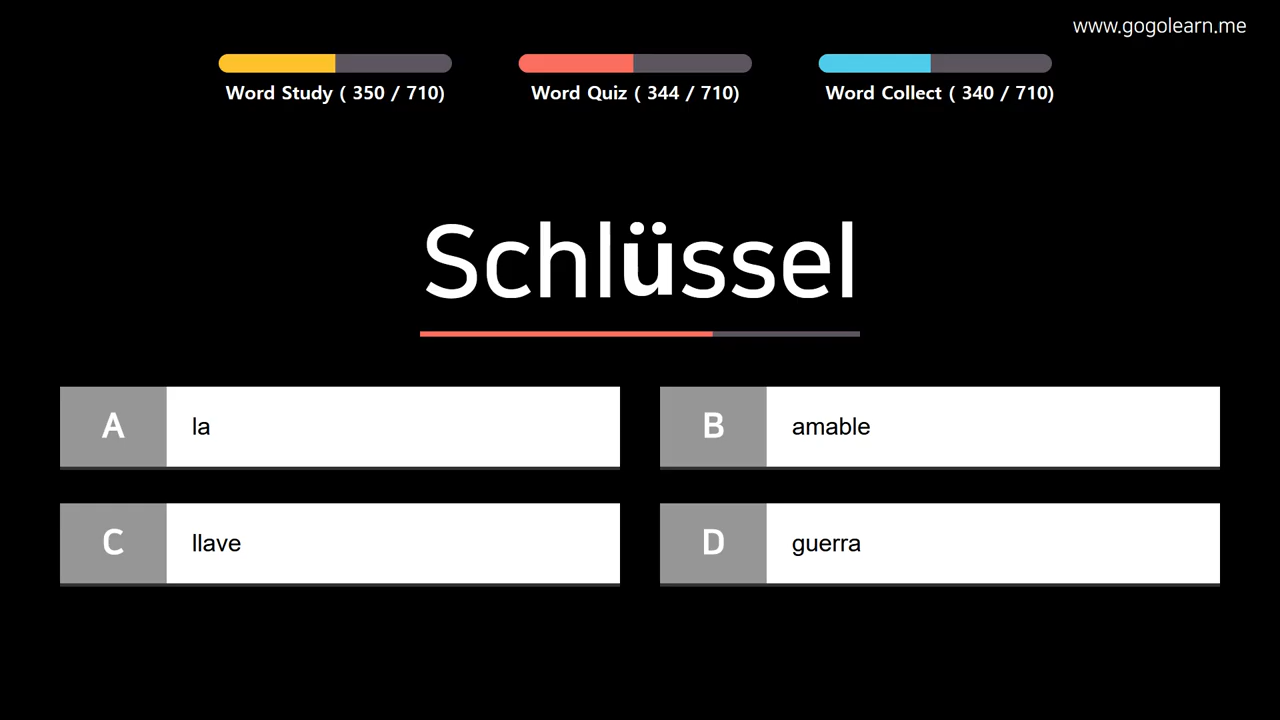 www.gogolearn.me
Word Study ( 350 / 710)
Word Quiz ( 344 / 710)
Word Collect ( 340 / 710)
Schlüssel
A la
B amable
C llave
D guerra